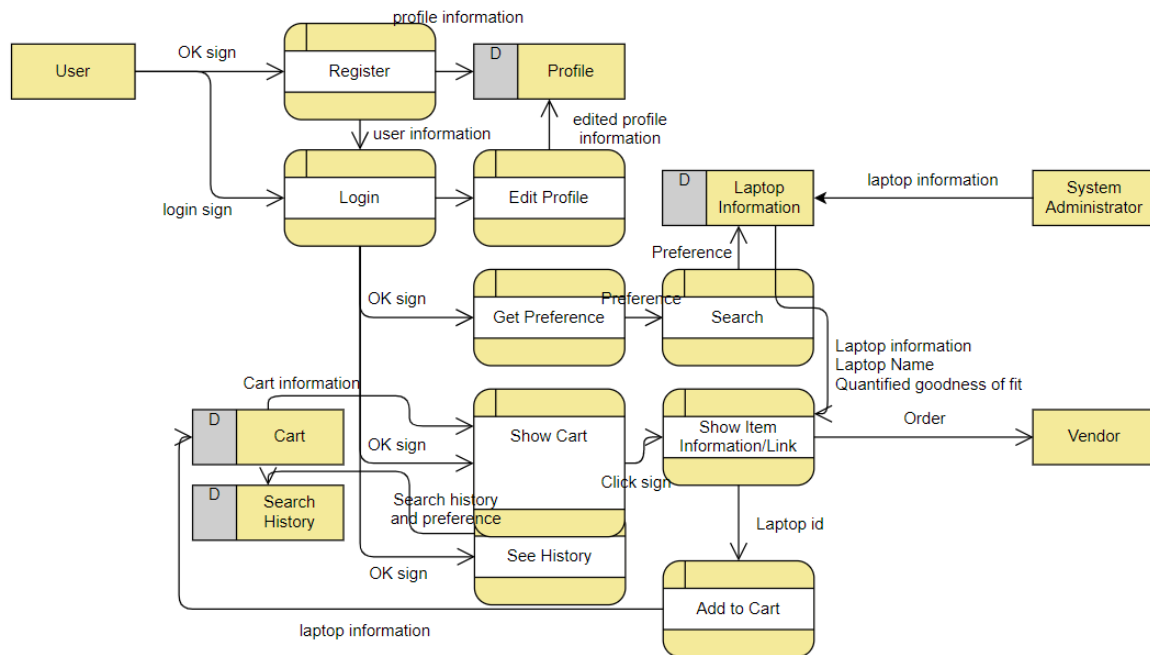 profile information
OK sign
User
Register
D
Profile
user information
edited profile
information
Login
login sign
Edit Profile
D
Laptop
Information
laptop information
System
Administrator
Preference
OK sign
Get Preference
Preference
Search
Laptop information
Laptop Name
Quantified goodness of fit
Cart information
D
Cart
OK sign
Show Cart
Click sign
Show Item
Information/Link
Order
Vendor
D
Search
History
Search history
and preference
See History
OK sign
Laptop id
Add to Cart
laptop information